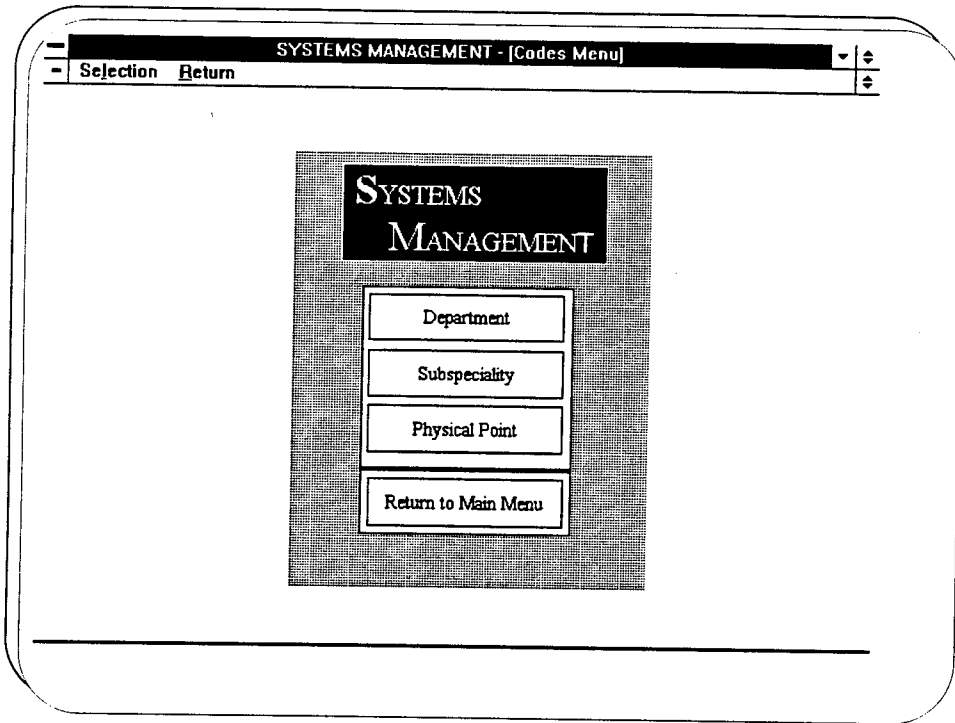 SYSTEMS MANAGEMENT - [Codes Menu]
Selection Return
SYSTEMS
MANAGEMENT
Department
Subspeciality
Physical Point
Return to Main Menu